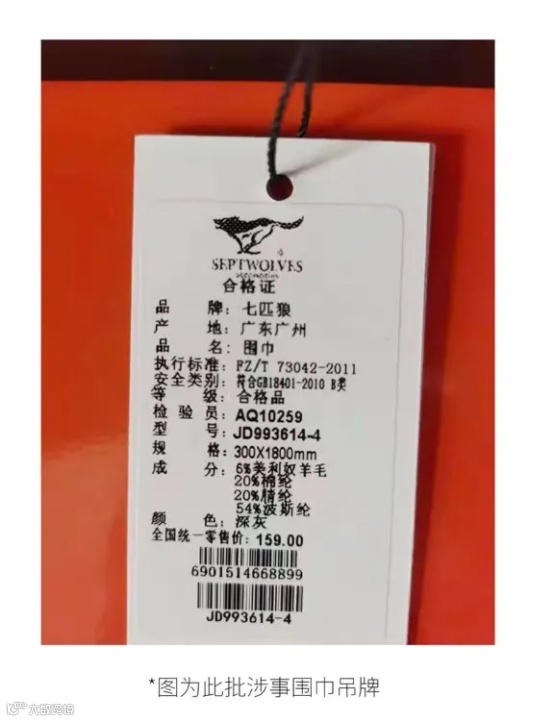 SEPTWOLVES
合格证
品 牌: 七匹狼
产 地: 广东广州
品 名: 围巾
执行标准: FZ/T 73042-2011
安全类别: 符合GB18401-2010 B类
等 级: 合格品
检 验 员: AQ10259
型 号: JD993614-4
规 格: 300X1800mm
成 分: 6%美利奴羊毛
20%棉纶
20%腈纶
54%波斯纶
颜 色: 深灰
全国统一零售价: 159.00
6901514668899
JD993614-4
*图为此批涉事围巾吊牌
大数跨境